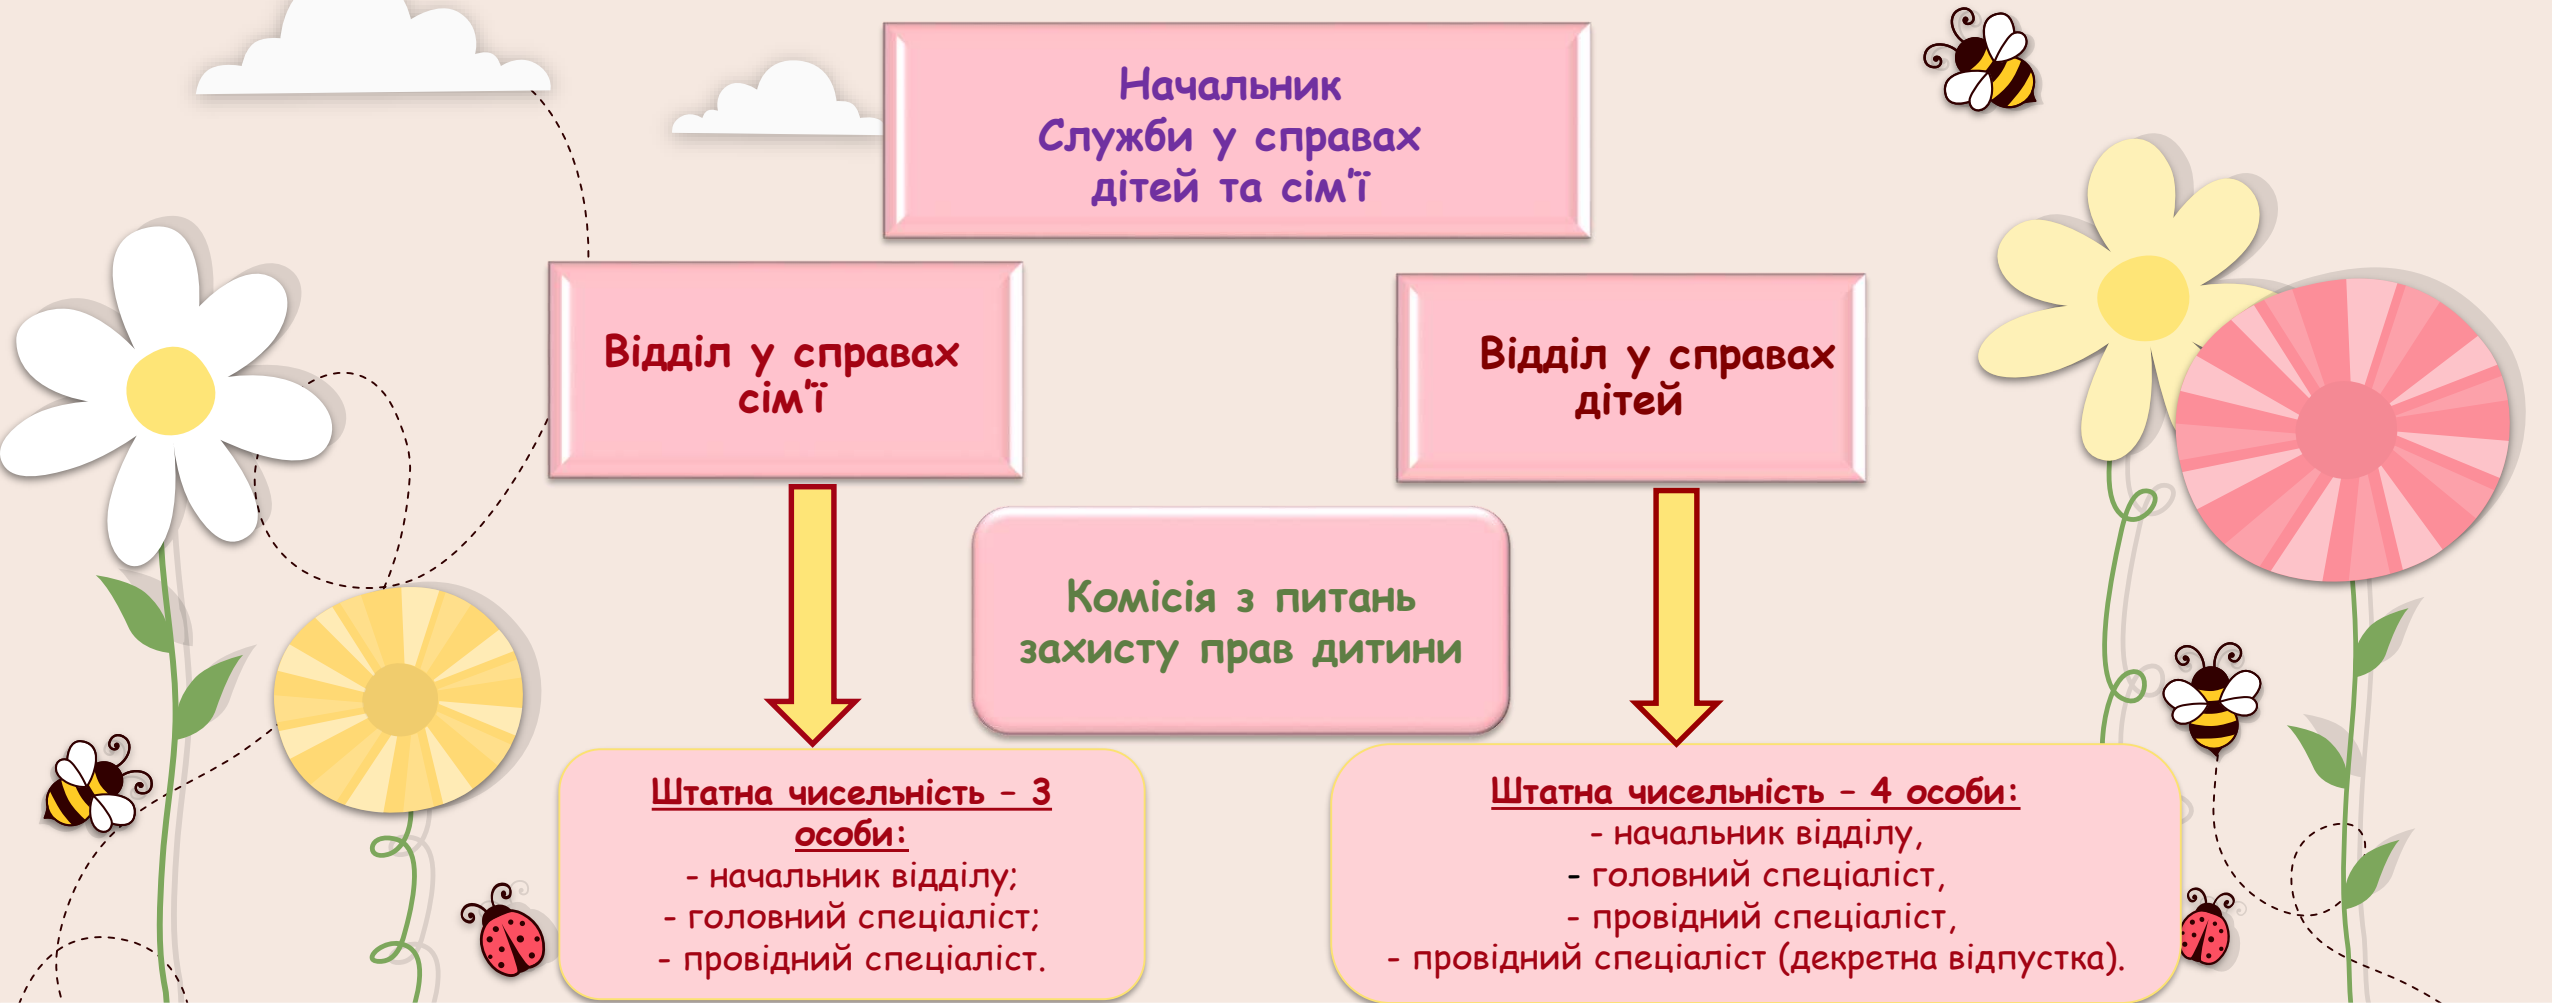 Начальник
Служби у справах
дітей та сім'ї
Відділ у справах
сім'ї
Відділ у справах
дітей
Комісія з питань
захисту прав дитини
Штатна чисельність – 3
особи:
- начальник відділу;
- головний спеціаліст;
- провідний спеціаліст.
Штатна чисельність – 4 особи:
- начальник відділу,
- головний спеціаліст,
- провідний спеціаліст,
- провідний спеціаліст (декретна відпустка).